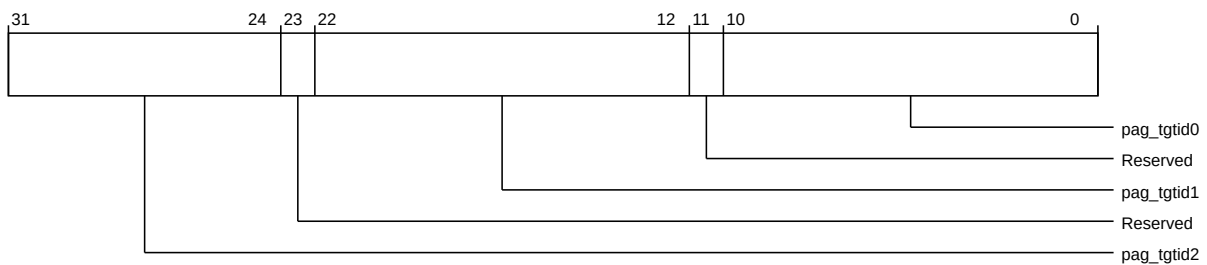 31 24 23 22 12 11 10 0
pag_tgtid0
Reserved
pag_tgtid1
Reserved
pag_tgtid2